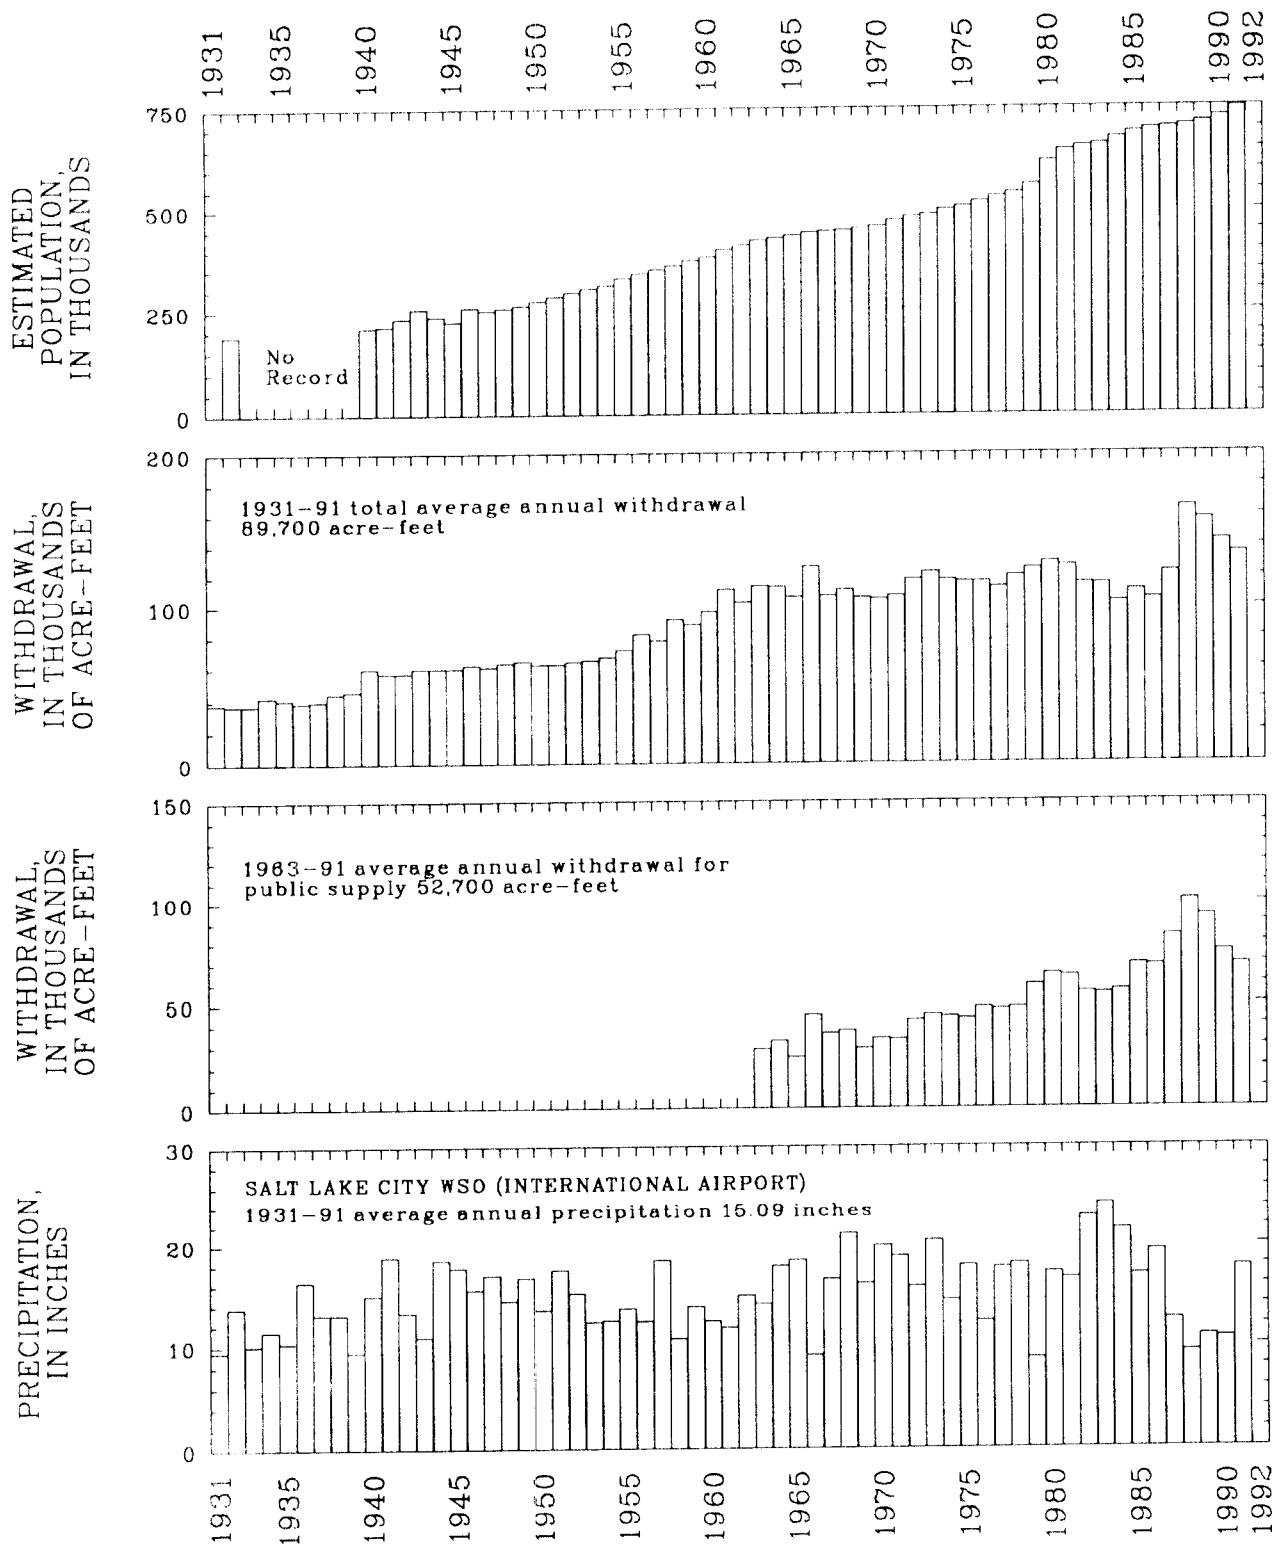 1931
1935
1940
1945
1950
1955
1960
1965
1970
1975
1980
1985
1990
1992
ESTIMATED
POPULATION,
IN THOUSANDS
750
500
250
0
No
Record
WITHDRAWAL,
IN THOUSANDS
OF ACRE-FEET
200
100
0
1931-91 total average annual withdrawal
89,700 acre-feet
WITHDRAWAL,
IN THOUSANDS
OF ACRE-FEET
150
100
50
0
1963-91 average annual withdrawal for
public supply 52,700 acre-feet
PRECIPITATION,
IN INCHES
30
20
10
0
SALT LAKE CITY WSO (INTERNATIONAL AIRPORT)
1931-91 average annual precipitation 15.09 inches
1931
1935
1940
1945
1950
1955
1960
1965
1970
1975
1980
1985
1990
1992